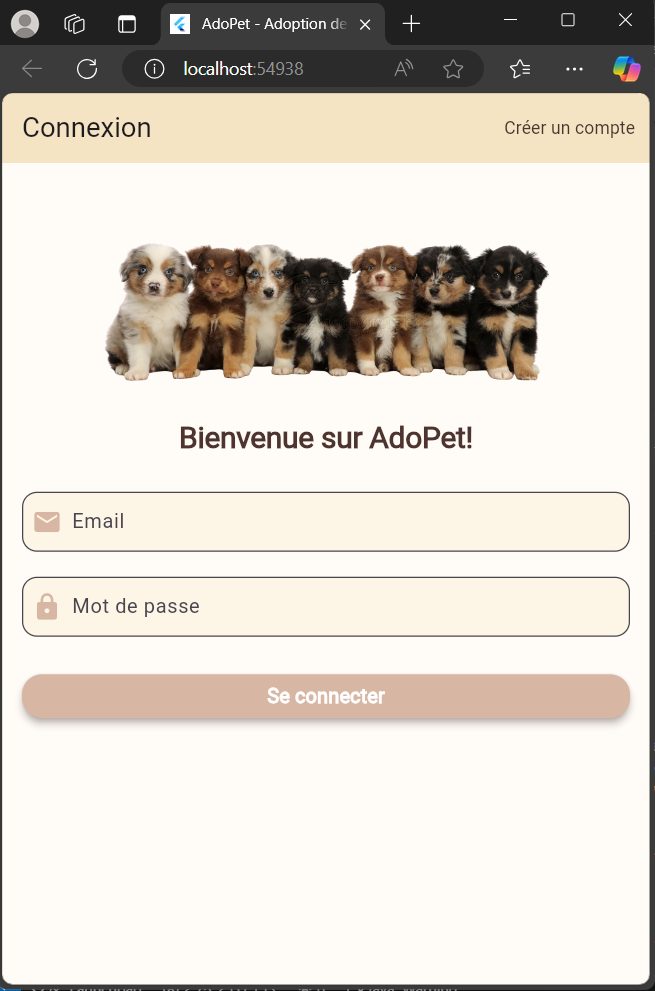 AdoPet - Adoption de
localhost:54938
Connexion
Créer un compte
Bienvenue sur AdoPet!
Email
Mot de passe
Se connecter